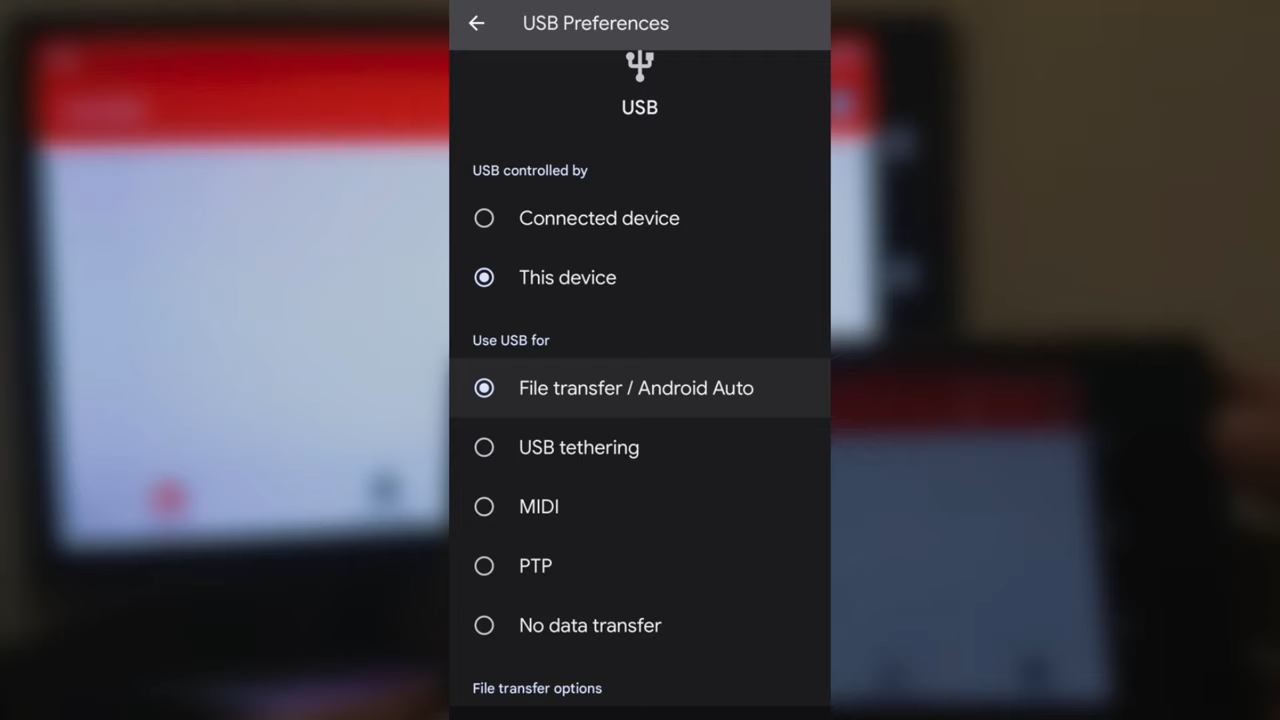 USB Preferences
USB
USB controlled by
Connected device
This device
Use USB for
File transfer / Android Auto
USB tethering
MIDI
PTP
No data transfer
File transfer options